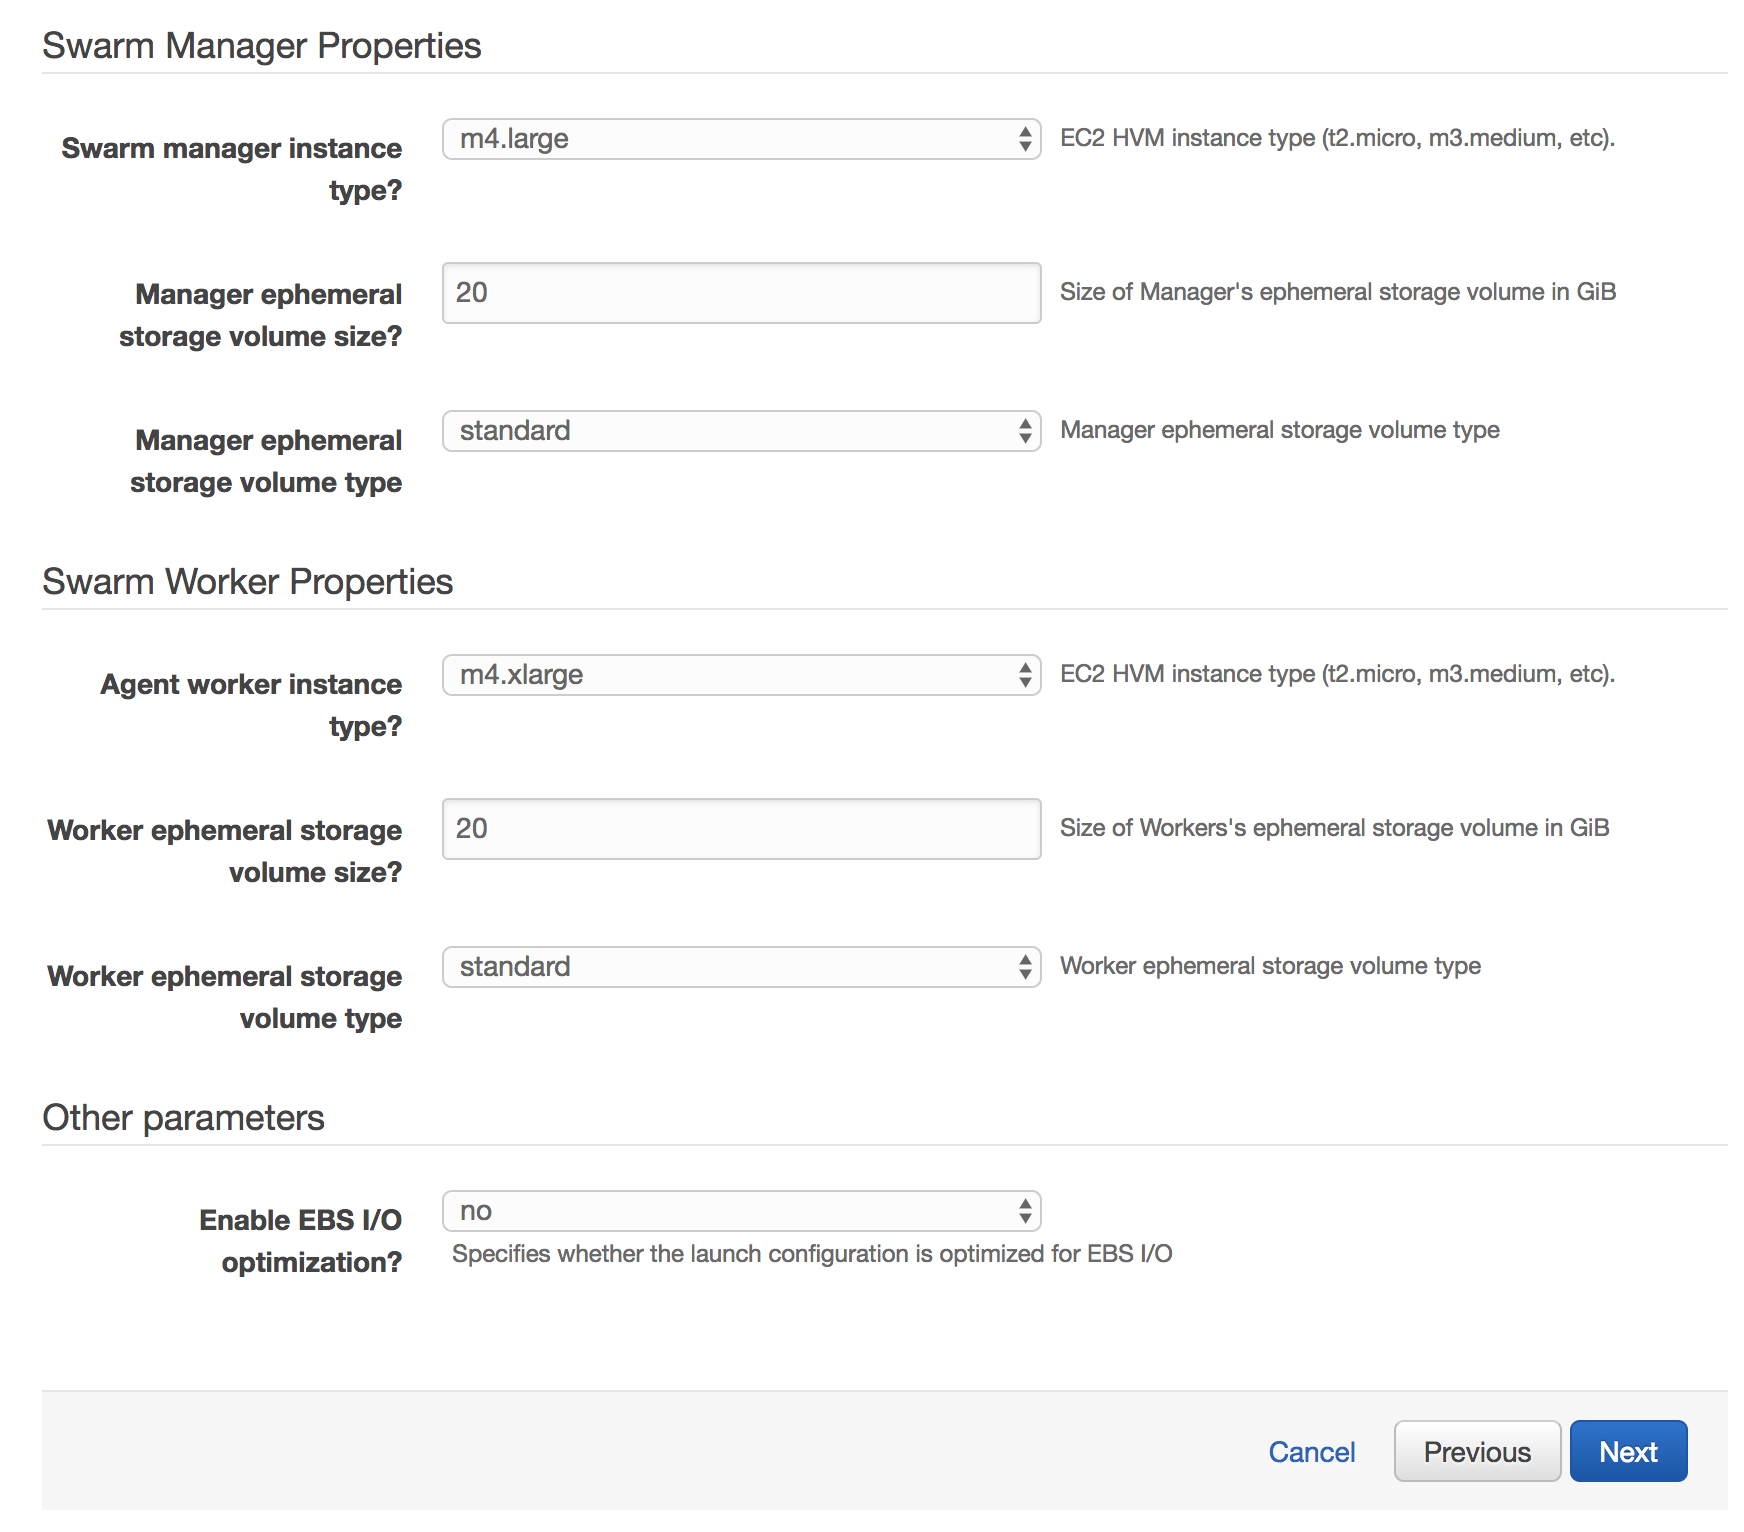 Swarm Manager Properties
Swarm manager instance
type?
m4.large
EC2 HVM instance type (t2.micro, m3.medium, etc).
Manager ephemeral
storage volume size?
20
Size of Manager's ephemeral storage volume in GiB
Manager ephemeral
storage volume type
standard
Manager ephemeral storage volume type
Swarm Worker Properties
Agent worker instance
type?
m4.xlarge
EC2 HVM instance type (t2.micro, m3.medium, etc).
Worker ephemeral storage
volume size?
20
Size of Workers's ephemeral storage volume in GiB
Worker ephemeral storage
volume type
standard
Worker ephemeral storage volume type
Other parameters
Enable EBS I/O
optimization?
no
Specifies whether the launch configuration is optimized for EBS I/O
Cancel
Previous
Next